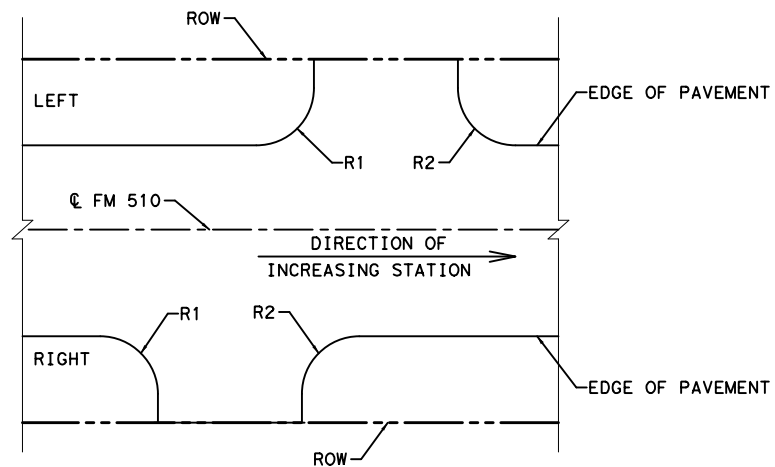 ROW
LEFT
EDGE OF PAVEMENT
R1
R2
℄ FM 510
DIRECTION OF
INCREASING STATION
R1
R2
RIGHT
EDGE OF PAVEMENT
ROW